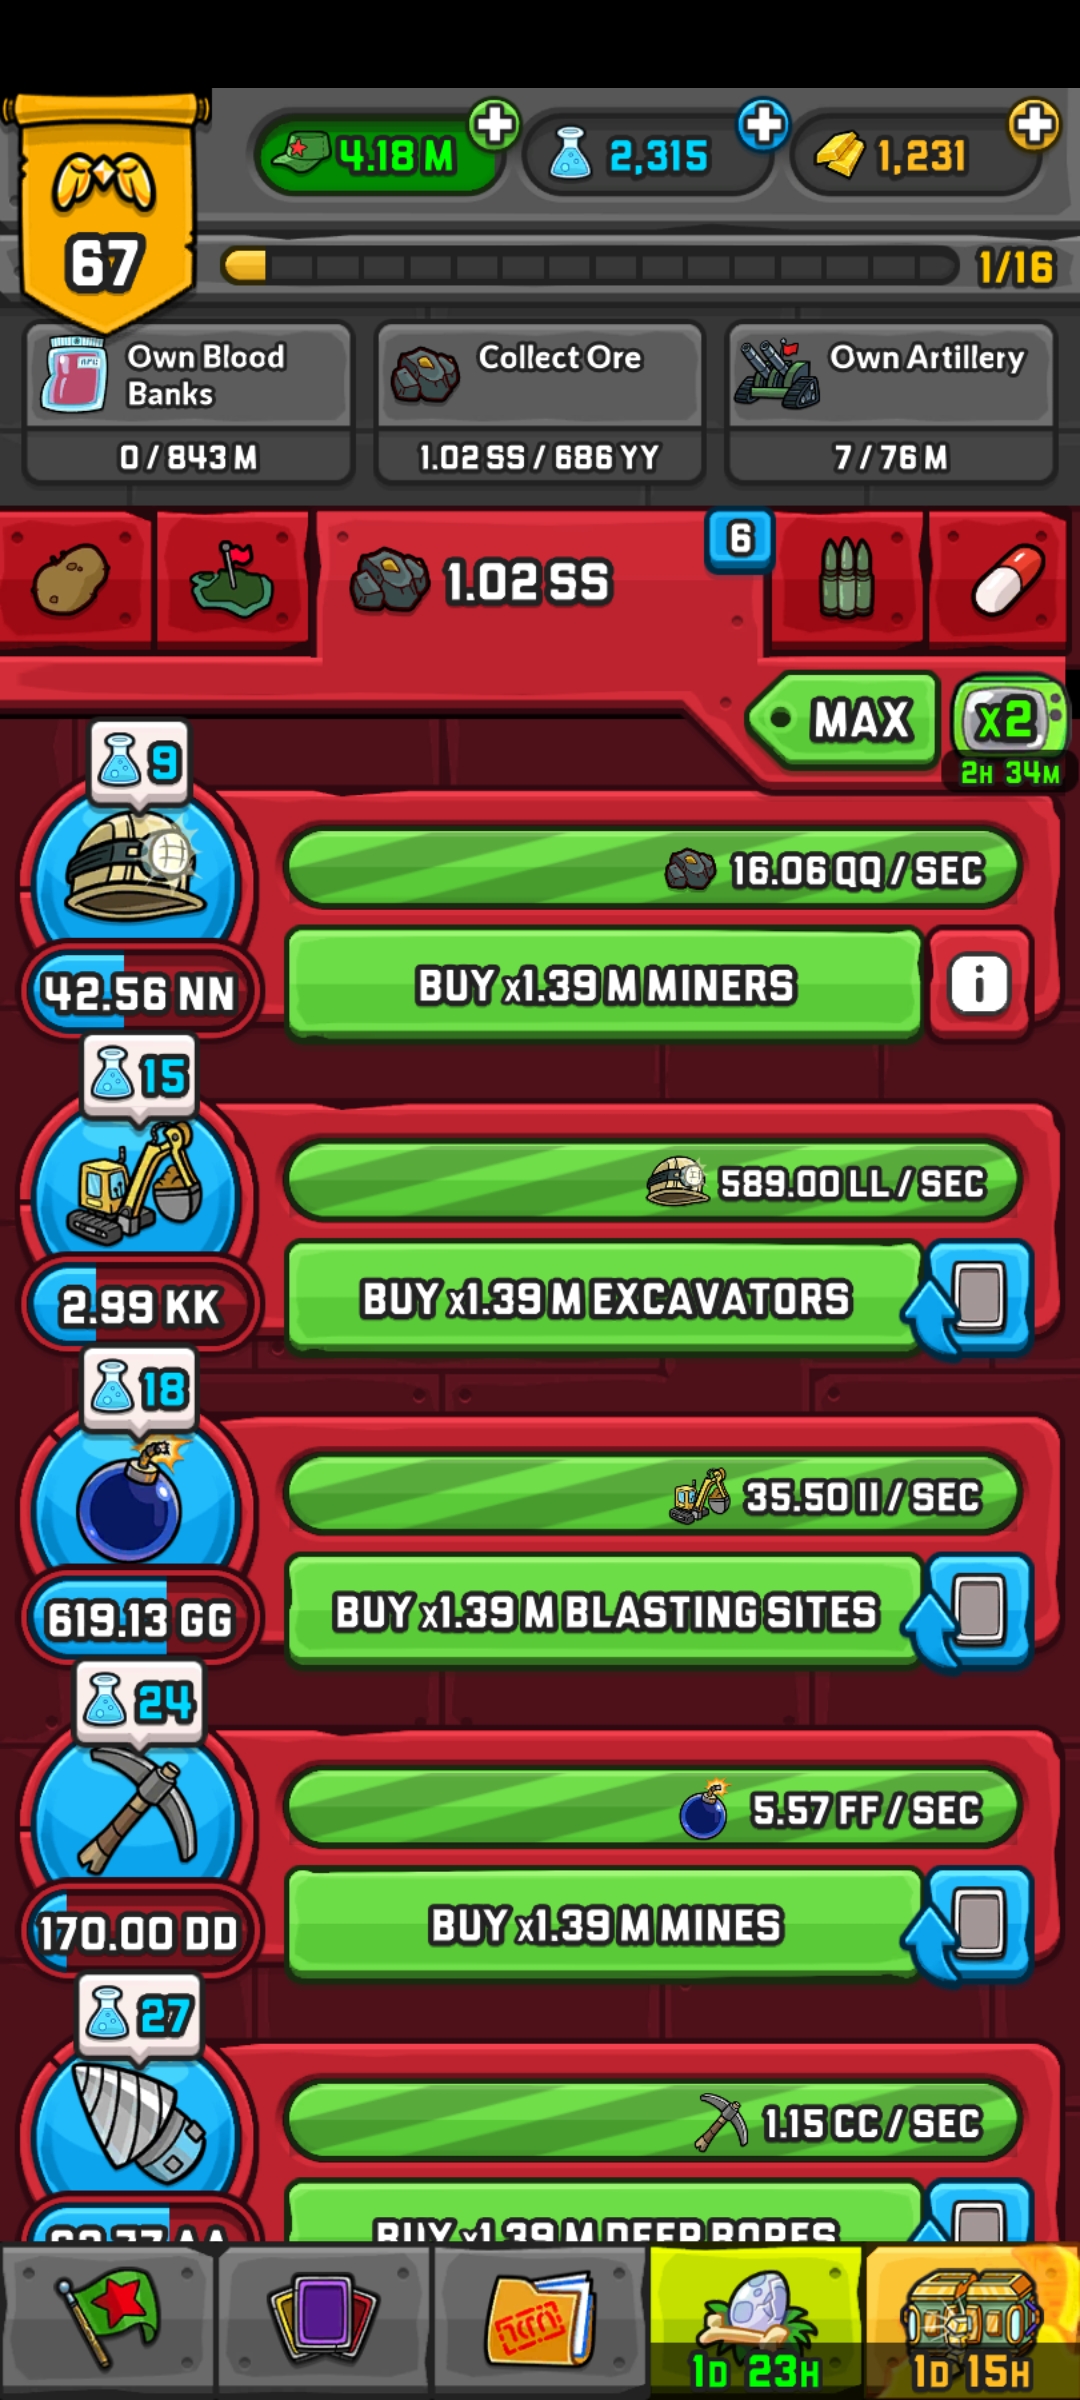 67
4.18 M
2,315
1,231
1/16
Own Blood
Banks
0 / 843 M
Collect Ore
1.02 SS / 686 YY
Own Artillery
7 / 76 M
1.02 SS
6
MAX
x2
2H 34M
9
16.06 QQ / SEC
42.56 NN
BUY x1.39 M MINERS
i
15
589.00 LL / SEC
2.99 KK
BUY x1.39 M EXCAVATORS
18
35.50 II / SEC
619.13 GG
BUY x1.39 M BLASTING SITES
24
5.57 FF / SEC
170.00 DD
BUY x1.39 M MINES
27
1.15 CC / SEC
BUY x1.39 M DEEP BORES
1D 23H
1D 15H